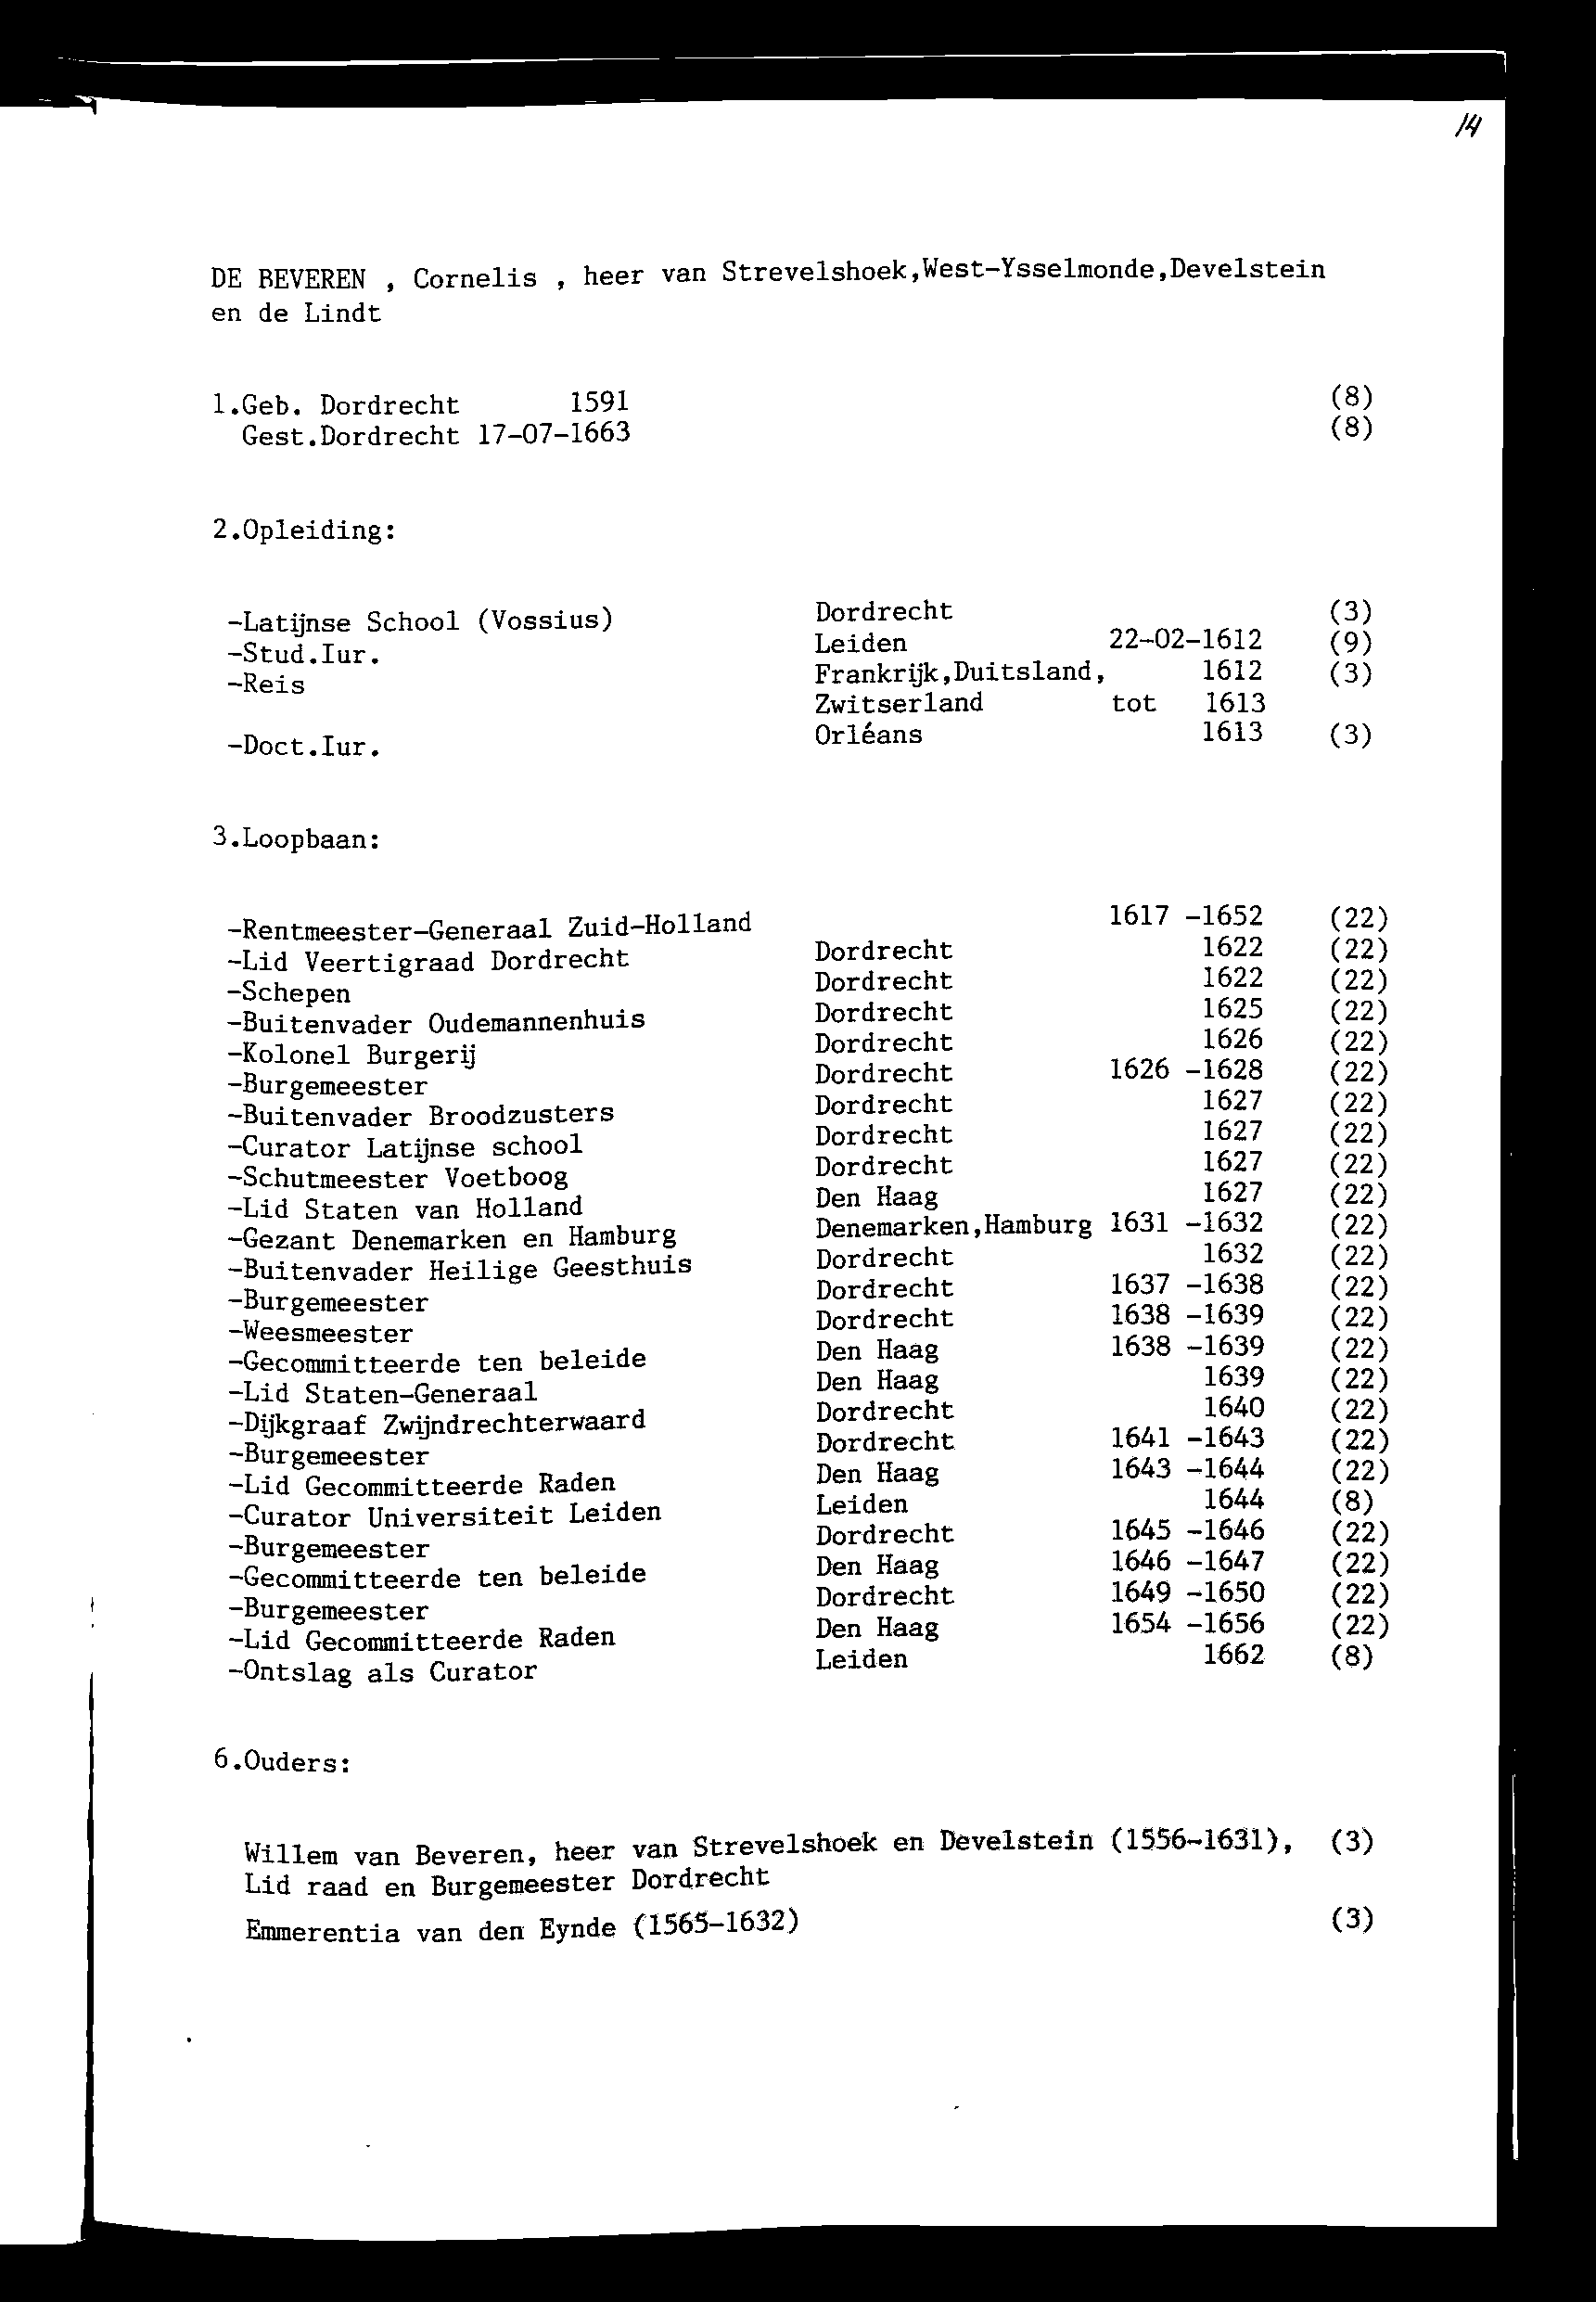 14
DE BEVEREN , Cornelis , heer van Strevelshoek,West-Ysselmonde,Develstein
en de Lindt
1.Geb. Dordrecht 1591 (8)
Gest.Dordrecht 17-07-1663 (8)
2.Opleiding:
-Latijnse School (Vossius) Dordrecht (3)
-Stud.Iur. Leiden 22-02-1612 (9)
-Reis Frankrijk,Duitsland, 1612 (3)
Zwitserland tot 1613
-Doct.Iur. Orléans 1613 (3)
3.Loopbaan:
-Rentmeester-Generaal Zuid-Holland 1617 -1652 (22)
-Lid Veertigraad Dordrecht Dordrecht 1622 (22)
-Schepen Dordrecht 1622 (22)
-Buitenvader Oudemannenhuis Dordrecht 1625 (22)
-Kolonel Burgerij Dordrecht 1626 (22)
-Burgemeester Dordrecht 1626 -1628 (22)
-Buitenvader Broodzusters Dordrecht 1627 (22)
-Curator Latijnse school Dordrecht 1627 (22)
-Schutmeester Voetboog Dordrecht 1627 (22)
-Lid Staten van Holland Den Haag 1627 (22)
-Gezant Denemarken en Hamburg Denemarken,Hamburg 1631 -1632 (22)
-Buitenvader Heilige Geesthuis Dordrecht 1632 (22)
-Burgemeester Dordrecht 1637 -1638 (22)
-Weesmeester Dordrecht 1638 -1639 (22)
-Gecommitteerde ten beleide Den Haag 1638 -1639 (22)
-Lid Staten-Generaal Den Haag 1639 (22)
-Dijkgraaf Zwijndrechterwaard Dordrecht 1640 (22)
-Burgemeester Dordrecht 1641 -1643 (22)
-Lid Gecommitteerde Raden Den Haag 1643 -1644 (22)
-Curator Universiteit Leiden Leiden 1644 (8)
-Burgemeester Dordrecht 1645 -1646 (22)
-Gecommitteerde ten beleide Den Haag 1646 -1647 (22)
-Burgemeester Dordrecht 1649 -1650 (22)
-Lid Gecommitteerde Raden Den Haag 1654 -1656 (22)
-Ontslag als Curator Leiden 1662 (8)
6.Ouders:
Willem van Beveren, heer van Strevelshoek en Develstein (1556-1631), (3)
Lid raad en Burgemeester Dordrecht
Emmerentia van den Eynde (1565-1632) (3)